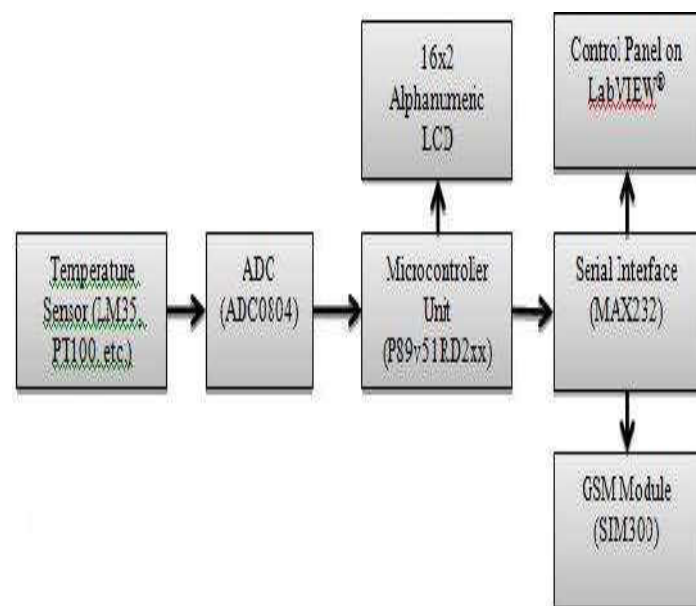 16x2
Alphanumeric
LCD
Control Panel on
LabVIEW®
Temperature
Sensor (LM35,
PT100, etc.)
ADC
(ADC0804)
Microcontroller
Unit
(P89v51RD2xx)
Serial Interface
(MAX232)
GSM Module
(SIM300)